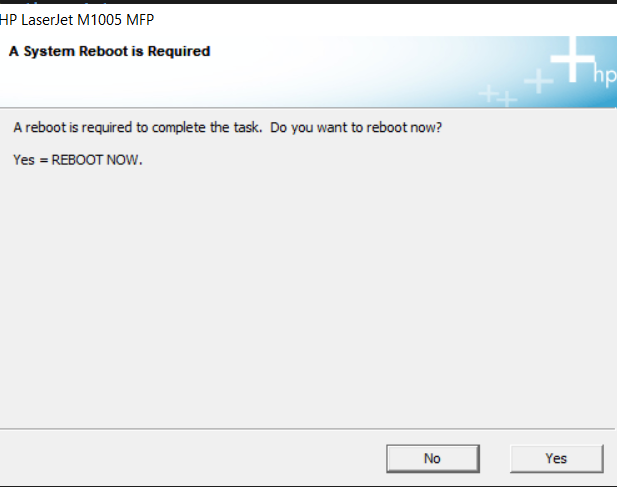 HP LaserJet M1005 MFP
A System Reboot is Required
hp
A reboot is required to complete the task.  Do you want to reboot now?
Yes = REBOOT NOW.
No
Yes